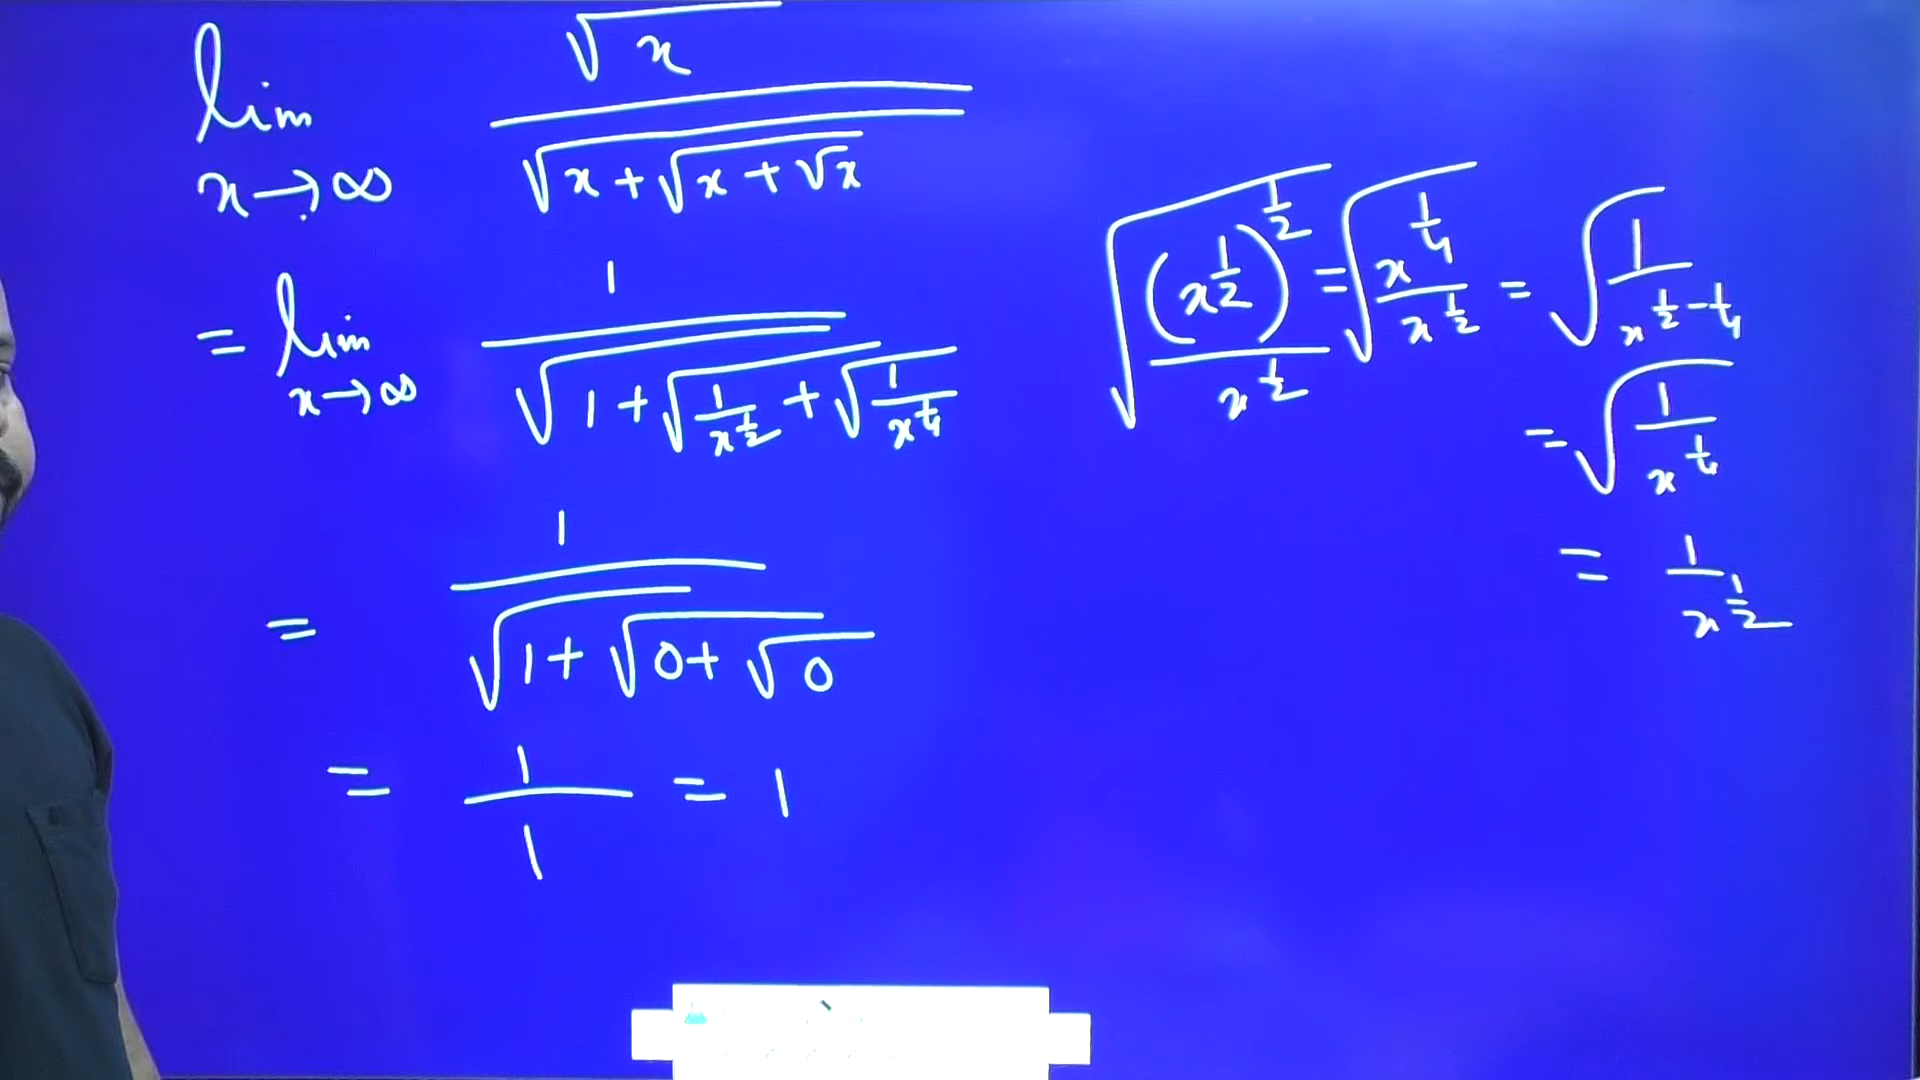 lim x→∞ √x / √(x + √(x + √x))
= lim x→∞ 1 / √(1 + √(1/x^(1/2) + √(1/x^(1/4))))
= 1 / √(1 + √(0 + √0))
= 1/1 = 1
√((x^(1/2))^(1/2) / x^(1/2)) = √(x^(1/4) / x^(1/2)) = √(1 / x^(1/2 - 1/4))
= √(1 / x^(1/4))
= 1 / x^(1/2)